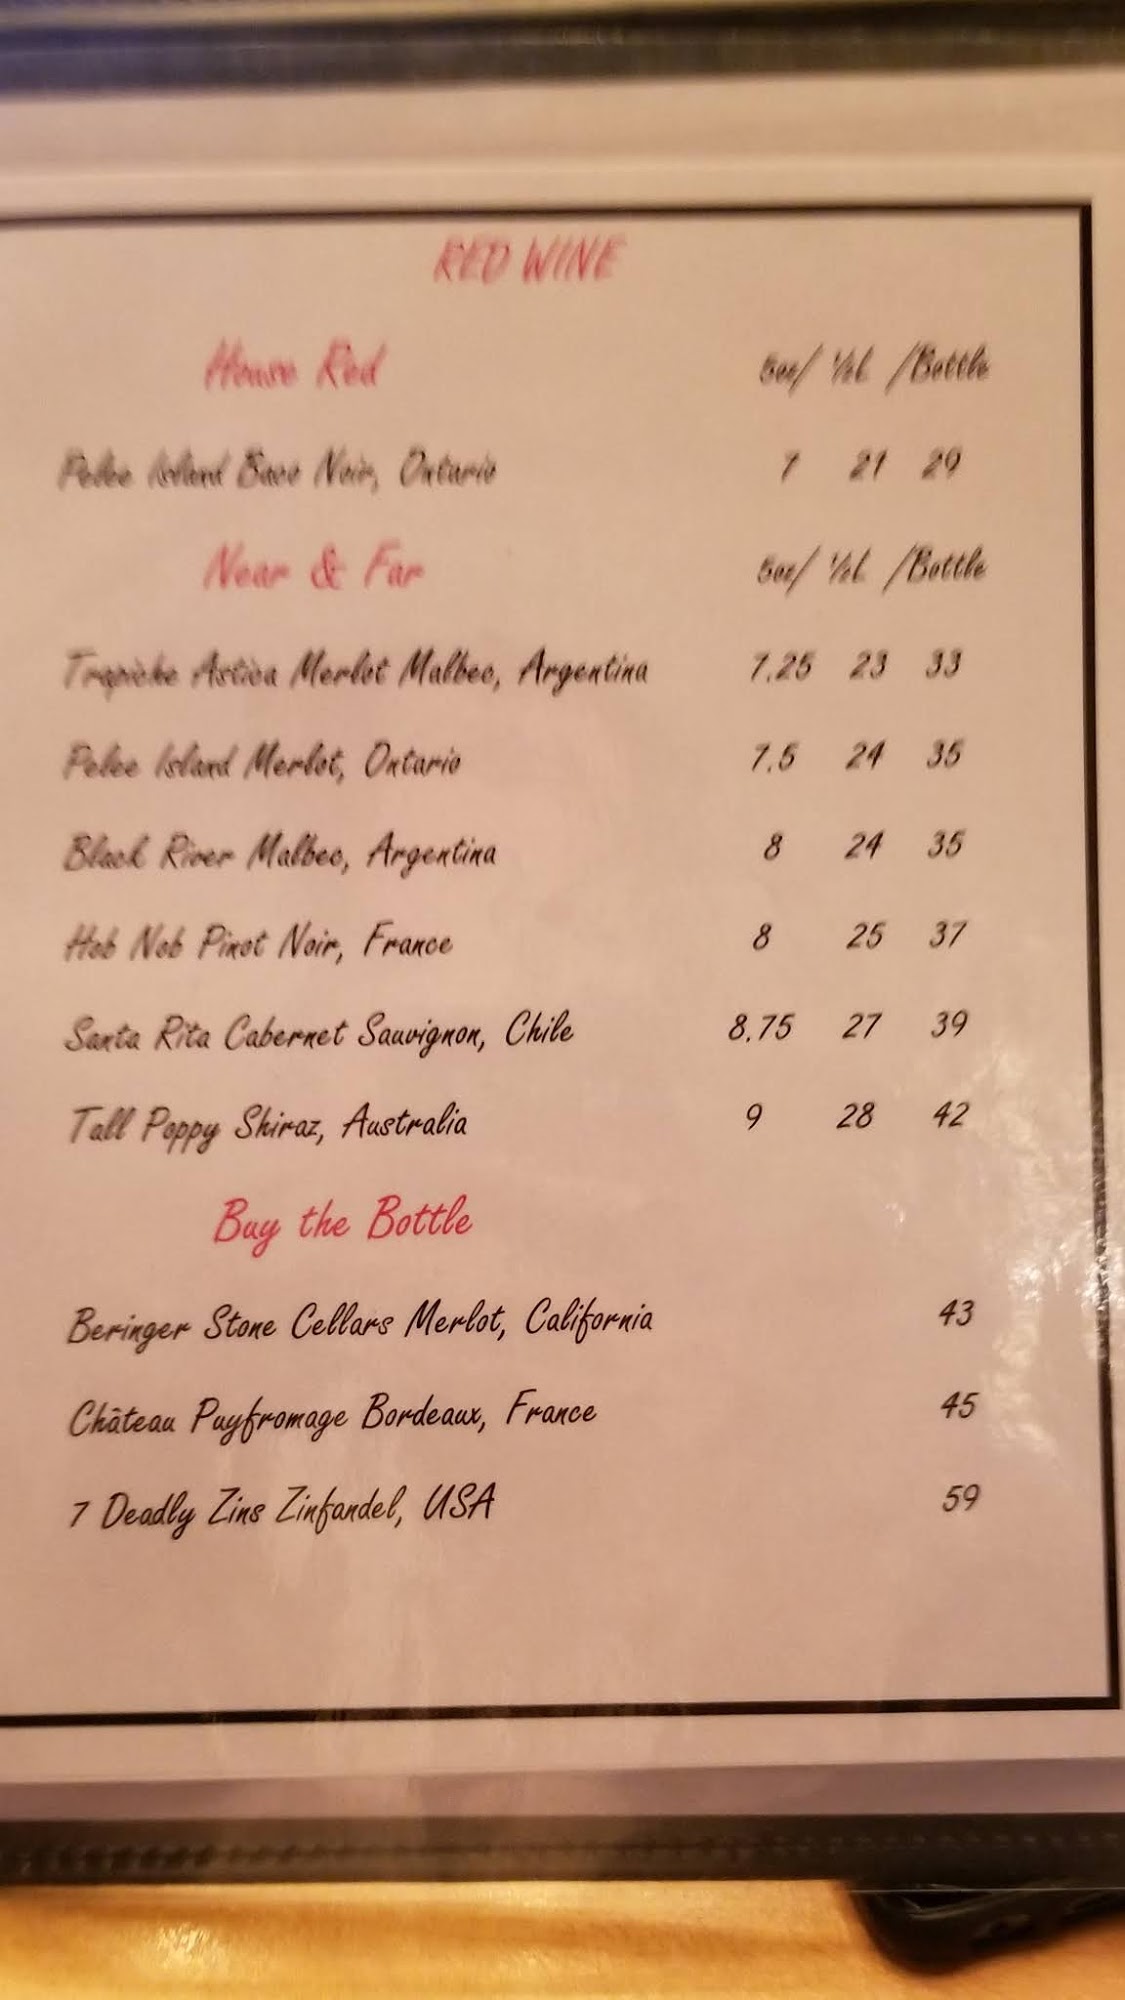 RED WINE
House Red 5oz/ ½L /Bottle
Pelee Island Baco Noir, Ontario 7 21 29
Near & Far 5oz/ ½L /Bottle
Trapiche Astica Merlot Malbec, Argentina 7.25 23 33
Pelee Island Merlot, Ontario 7.5 24 35
Black River Malbec, Argentina 8 24 35
Hob Nob Pinot Noir, France 8 25 37
Santa Rita Cabernet Sauvignon, Chile 8.75 27 39
Tall Poppy Shiraz, Australia 9 28 42
Buy the Bottle
Beringer Stone Cellars Merlot, California 43
Château Puyfromage Bordeaux, France 45
7 Deadly Zins Zinfandel, USA 59